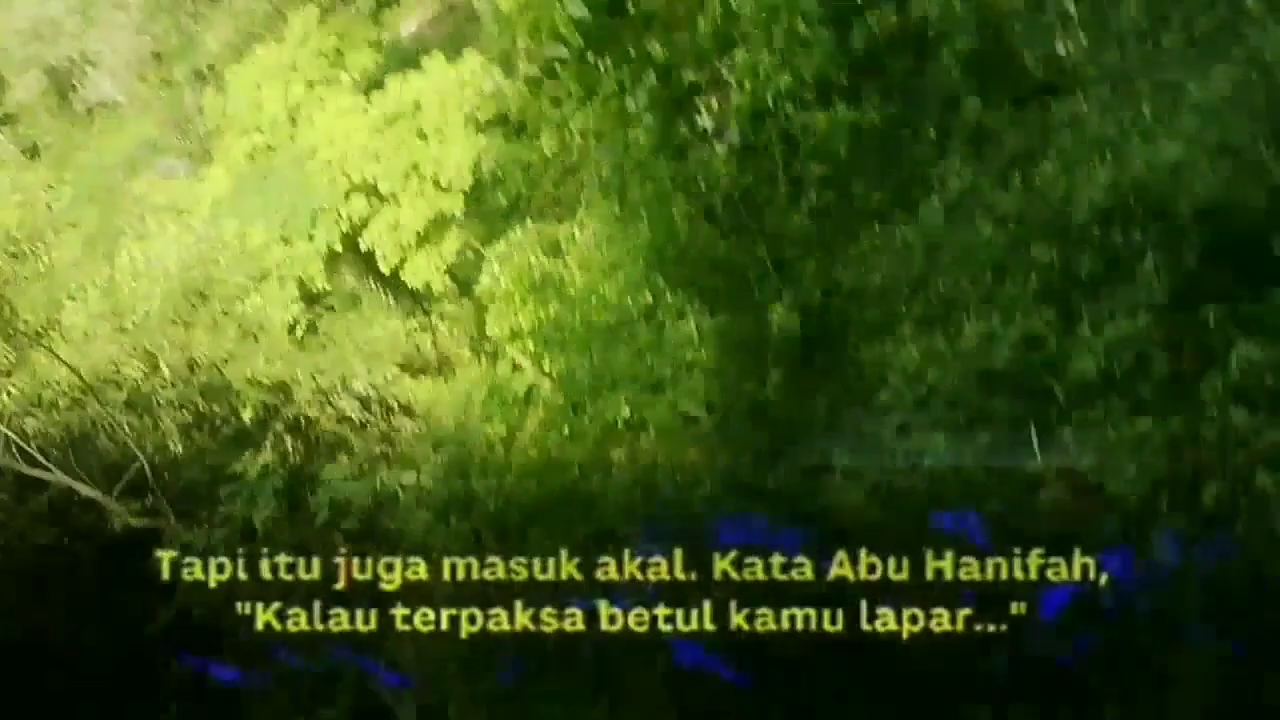 Tapi itu juga masuk akal. Kata Abu Hanifah,
"Kalau terpaksa betul kamu lapar..."